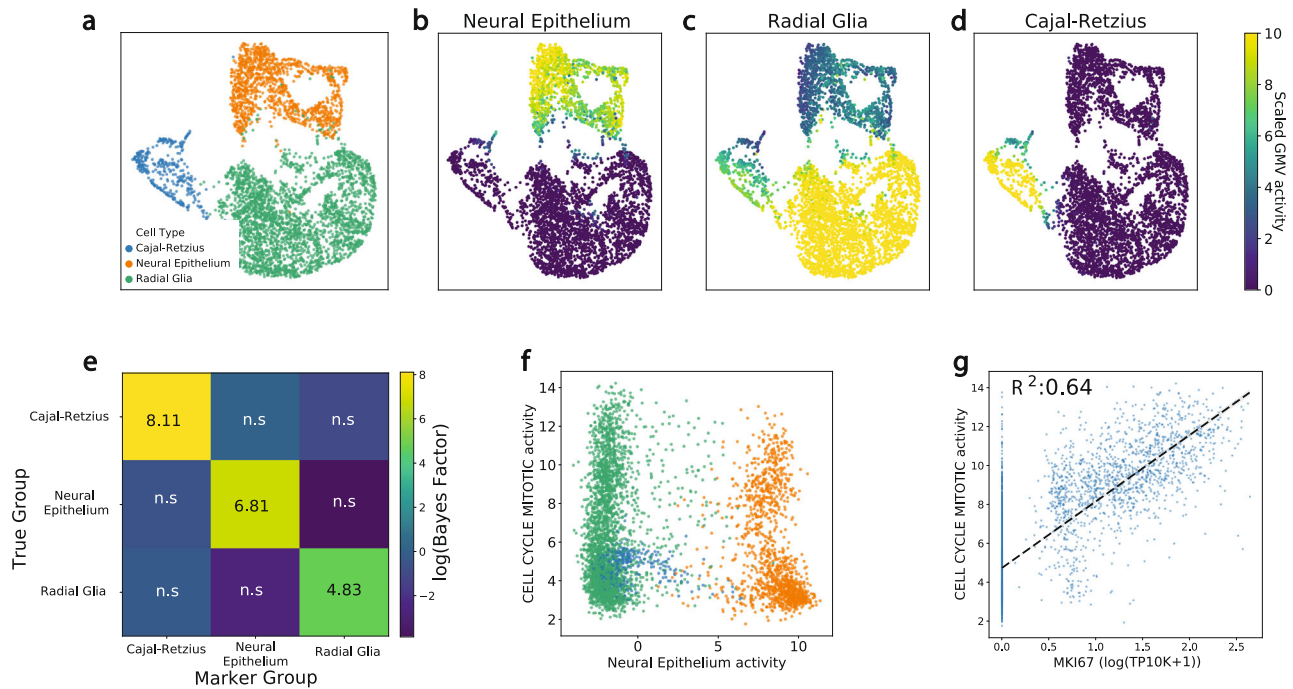 a
b
Neural Epithelium
c
Radial Glia
d
Cajal-Retzius
Cell Type
Cajal-Retzius
Neural Epithelium
Radial Glia
10
8
6
4
2
0
Scaled GMV activity
e
True Group
Cajal-Retzius
Neural
Epithelium
Radial Glia
8.11
n.s
n.s
n.s
6.81
n.s
n.s
n.s
4.83
Cajal-Retzius
Neural
Epithelium
Radial Glia
Marker Group
8
6
4
2
0
−2
log(Bayes Factor)
f
CELL CYCLE MITOTIC activity
14
12
10
8
6
4
2
0
5
10
Neural Epithelium activity
g
R²:0.64
CELL CYCLE MITOTIC activity
14
12
10
8
6
4
2
0.0
0.5
1.0
1.5
2.0
2.5
MKI67 (log(TP10K+1))